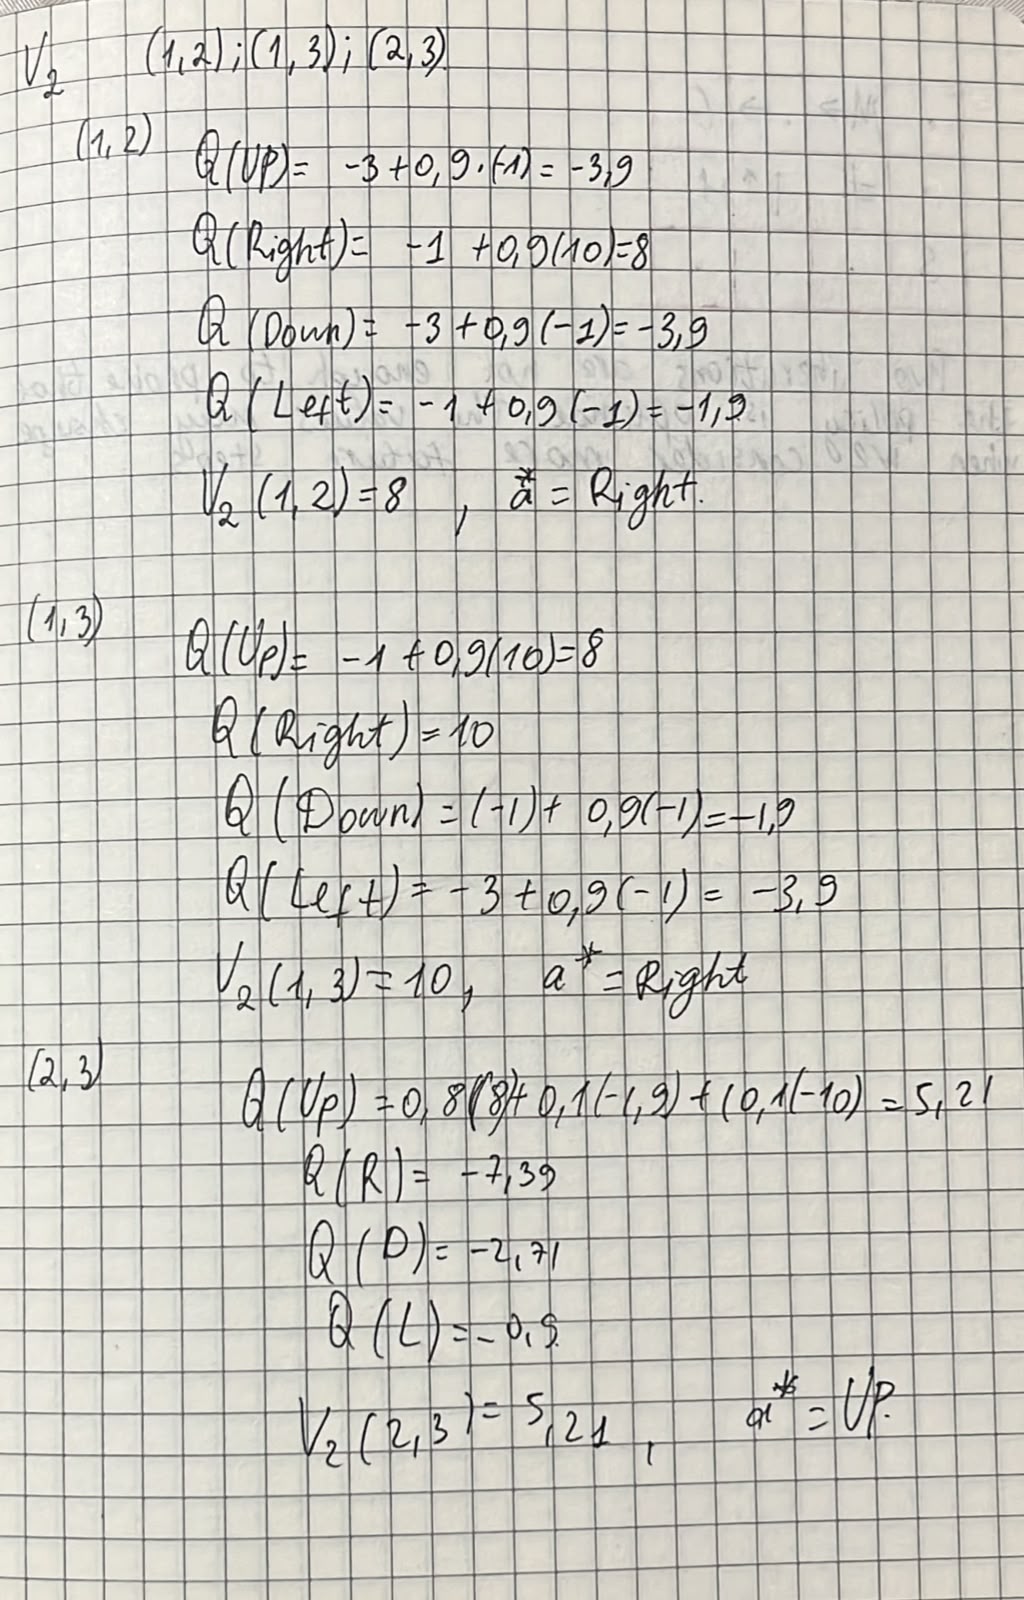 V₂ (1,2); (1,3); (2,3)
(1,2) Q(UP)= -3+0,9·(-1)=-3,9
Q(Right)= -1 +0,9(10)=8
Q(Down)= -3+0,9(-1)=-3,9
Q(Left)= -1+0,9(-1)=-1,9
V₂(1,2)=8 , a* = Right.
(1,3) Q(Up)= -1+0,9(10)=8
Q(Right)=10
Q(Down)=(-1)+ 0,9(-1)=-1,9
Q(Left)= -3+0,9(-1)= -3,9
V₂(1,3)=10, a*=Right
(2,3) Q(Up)=0,8(8)+0,1(-1,9)+(0,1(-10)=5,21
Q(R)= -7,39
Q(D)=-2,71
Q(L)=-0,9
V₂(2,3)= 5,21 , a*=UP.